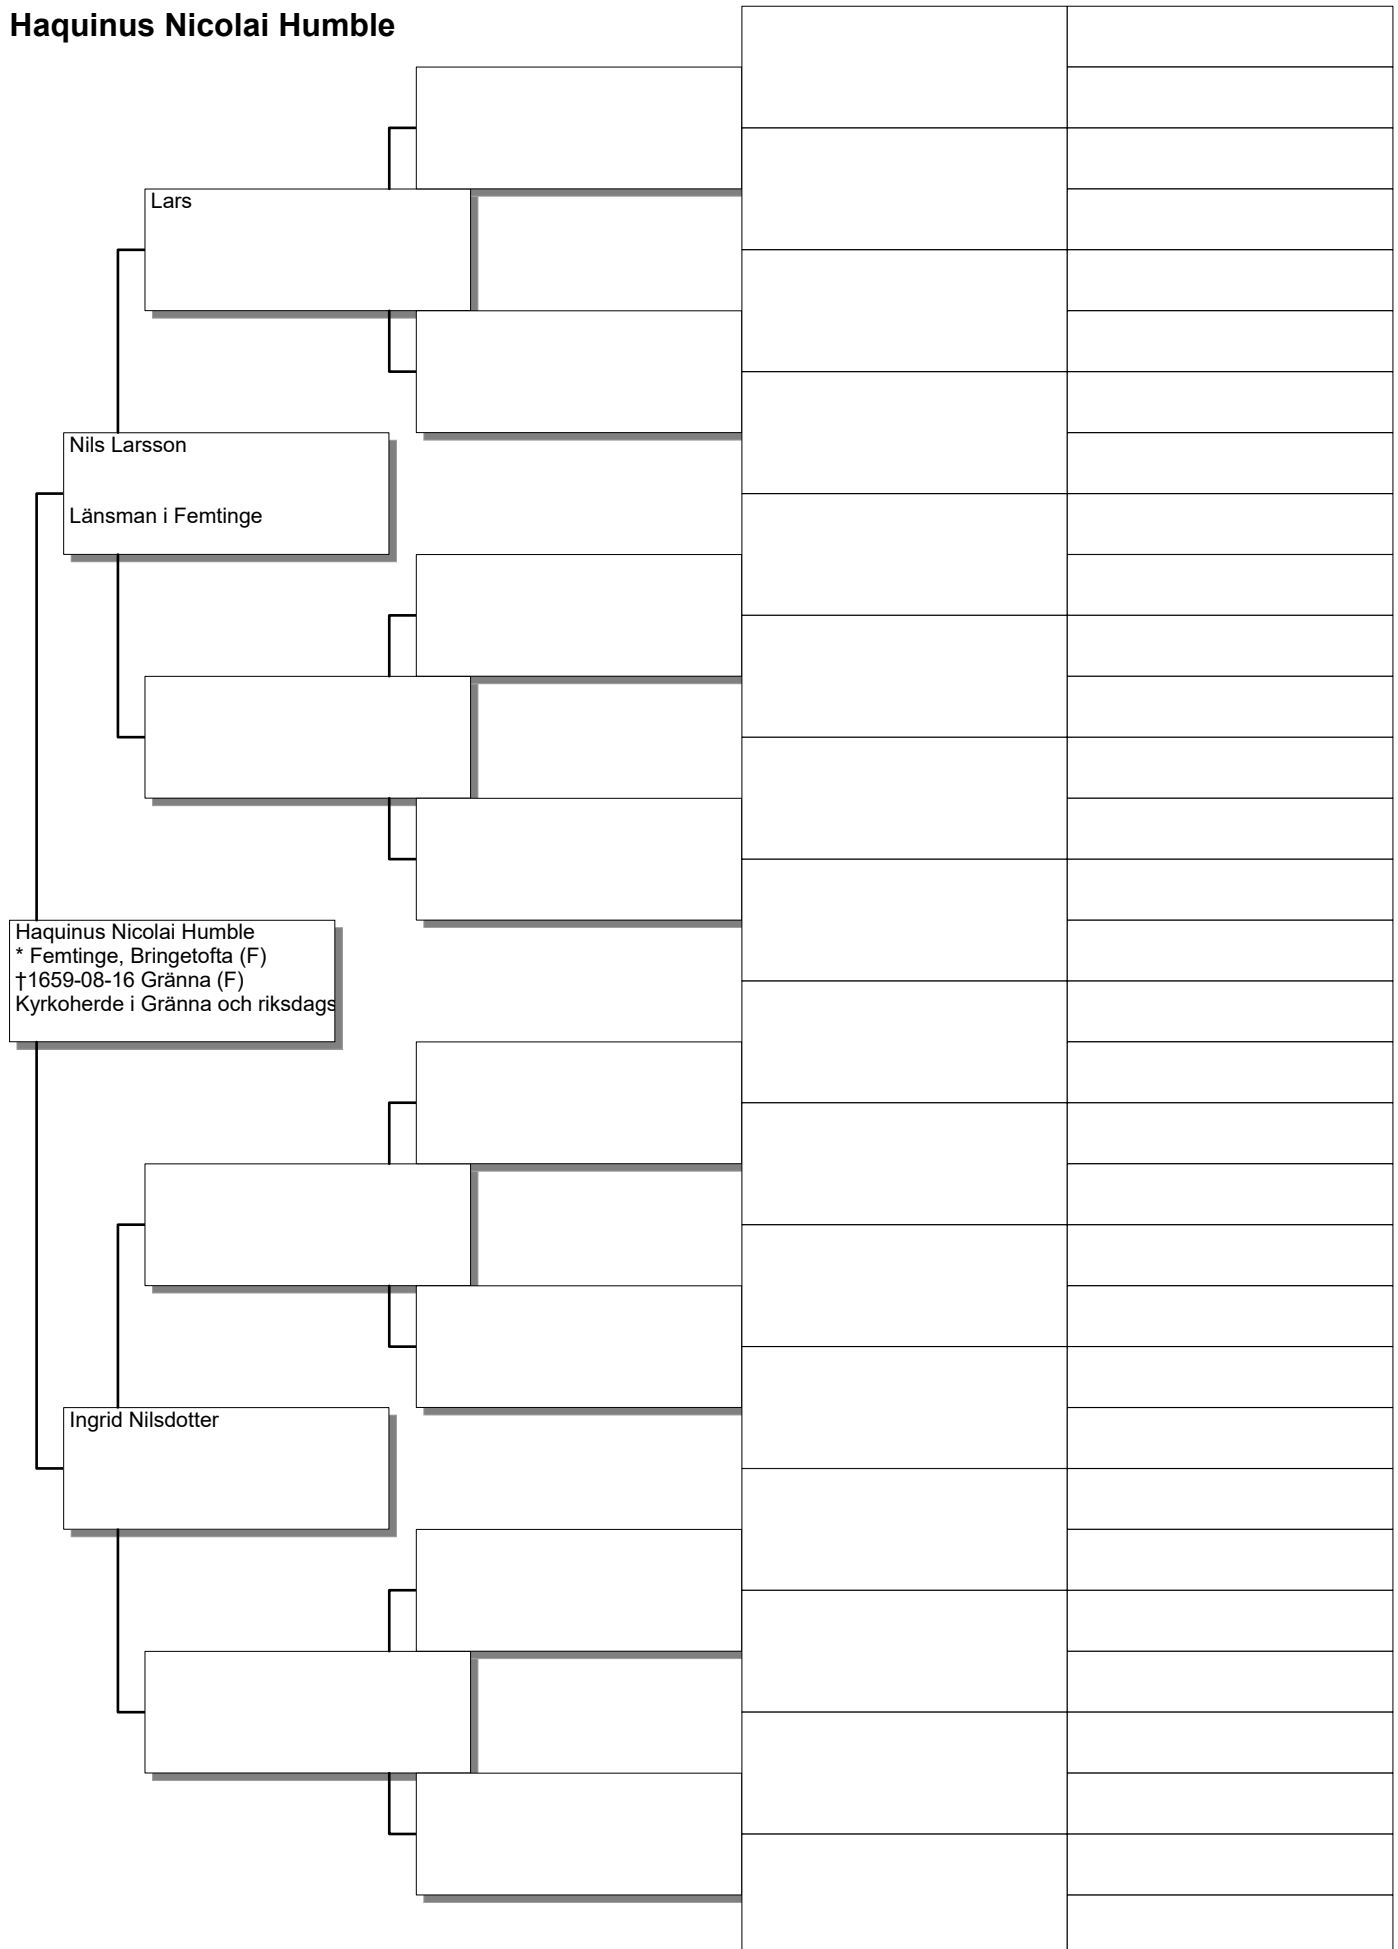 Haquinus Nicolai Humble
Lars
Nils Larsson
Länsman i Femtinge
Haquinus Nicolai Humble
* Femtinge, Bringetofta (F)
†1659-08-16 Gränna (F)
Kyrkoherde i Gränna och riksdags
Ingrid Nilsdotter